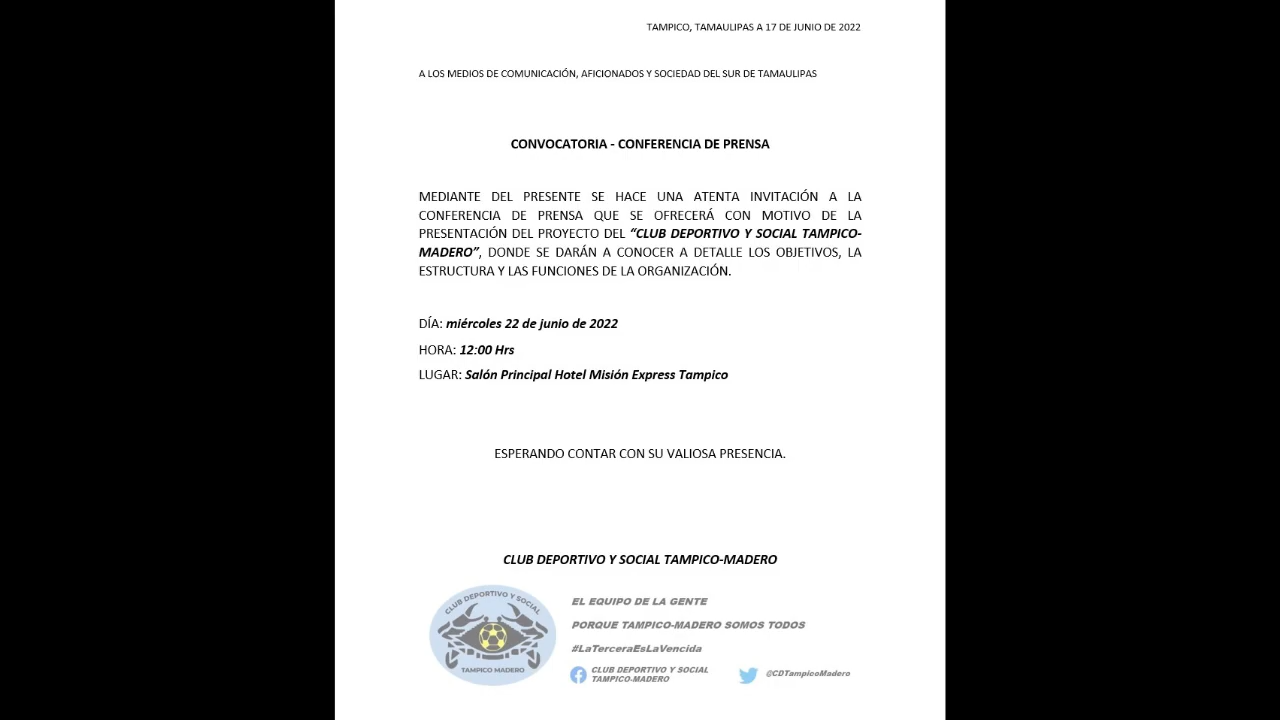 TAMPICO, TAMAULIPAS A 17 DE JUNIO DE 2022
A LOS MEDIOS DE COMUNICACIÓN, AFICIONADOS Y SOCIEDAD DEL SUR DE TAMAULIPAS
CONVOCATORIA - CONFERENCIA DE PRENSA
MEDIANTE DEL PRESENTE SE HACE UNA ATENTA INVITACIÓN A LA
CONFERENCIA DE PRENSA QUE SE OFRECERÁ CON MOTIVO DE LA
PRESENTACIÓN DEL PROYECTO DEL “CLUB DEPORTIVO Y SOCIAL TAMPICO-
MADERO”, DONDE SE DARÁN A CONOCER A DETALLE LOS OBJETIVOS, LA
ESTRUCTURA Y LAS FUNCIONES DE LA ORGANIZACIÓN.
DÍA: miércoles 22 de junio de 2022
HORA: 12:00 Hrs
LUGAR: Salón Principal Hotel Misión Express Tampico
ESPERANDO CONTAR CON SU VALIOSA PRESENCIA.
CLUB DEPORTIVO Y SOCIAL TAMPICO-MADERO
CLUB DEPORTIVO Y SOCIAL
TAMPICO MADERO
EL EQUIPO DE LA GENTE
PORQUE TAMPICO-MADERO SOMOS TODOS
#LaTerceraEsLaVencida
CLUB DEPORTIVO Y SOCIAL
TAMPICO-MADERO
@CDTampicoMadero